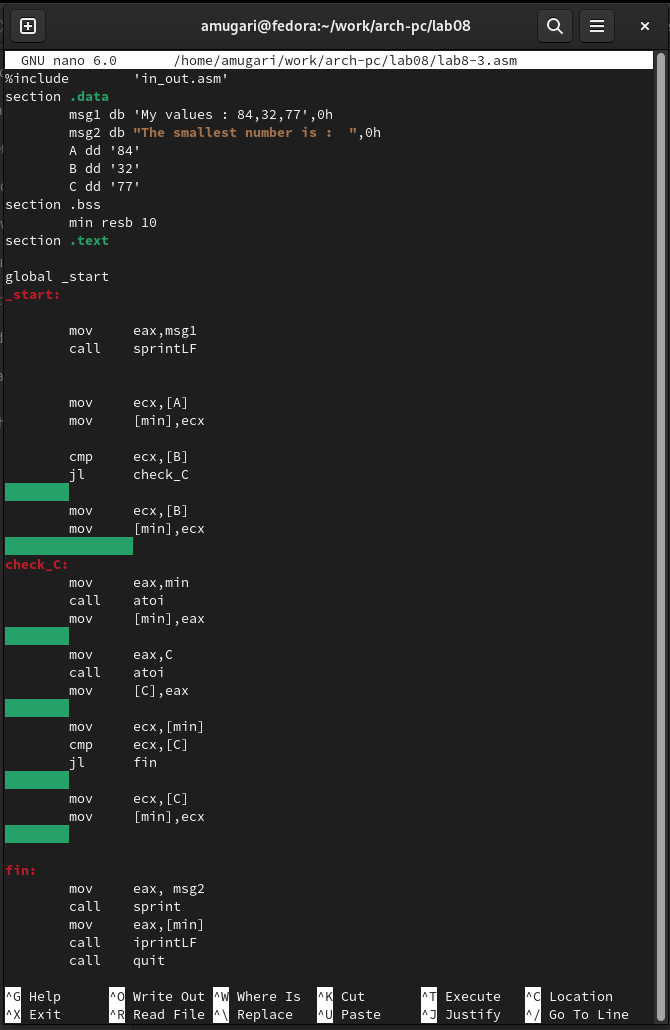 amugari@fedora:~/work/arch-pc/lab08
GNU nano 6.0 /home/amugari/work/arch-pc/lab08/lab8-3.asm
%include 'in_out.asm'
section .data
msg1 db 'My values : 84,32,77',0h
msg2 db "The smallest number is :  ",0h
A dd '84'
B dd '32'
C dd '77'
section .bss
min resb 10
section .text
global _start
_start:
mov eax,msg1
call sprintLF
mov ecx,[A]
mov [min],ecx
cmp ecx,[B]
jl check_C
mov ecx,[B]
mov [min],ecx
check_C:
mov eax,min
call atoi
mov [min],eax
mov eax,C
call atoi
mov [C],eax
mov ecx,[min]
cmp ecx,[C]
jl fin
mov ecx,[C]
mov [min],ecx
fin:
mov eax, msg2
call sprint
mov eax,[min]
call iprintLF
call quit
^G Help ^O Write Out ^W Where Is ^K Cut ^T Execute ^C Location
^X Exit ^R Read File ^\ Replace ^U Paste ^J Justify ^/ Go To Line